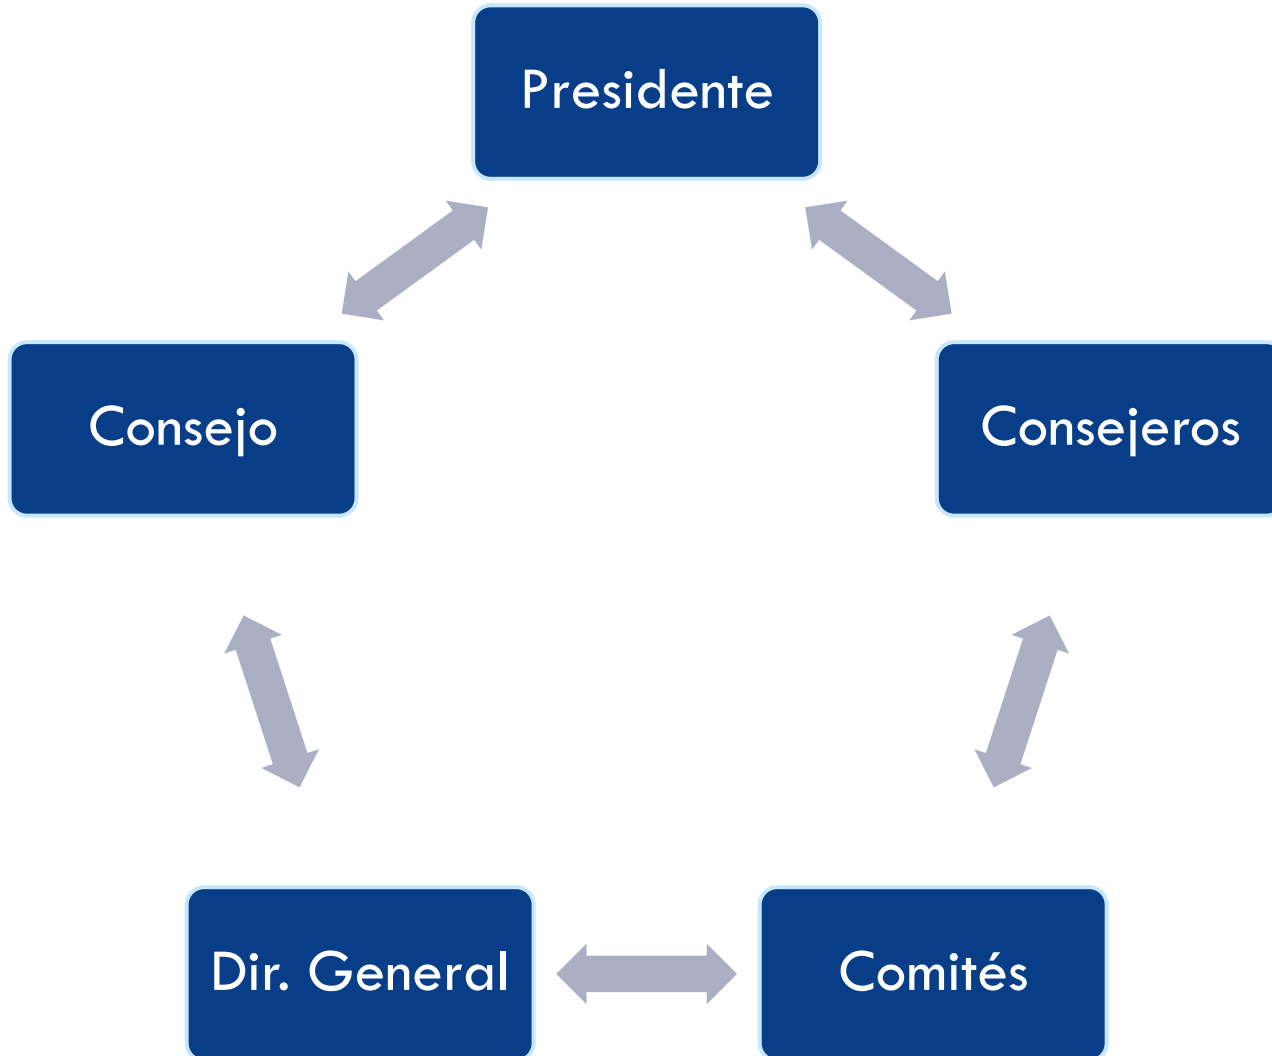 Presidente
Consejo
Consejeros
Dir. General
Comités